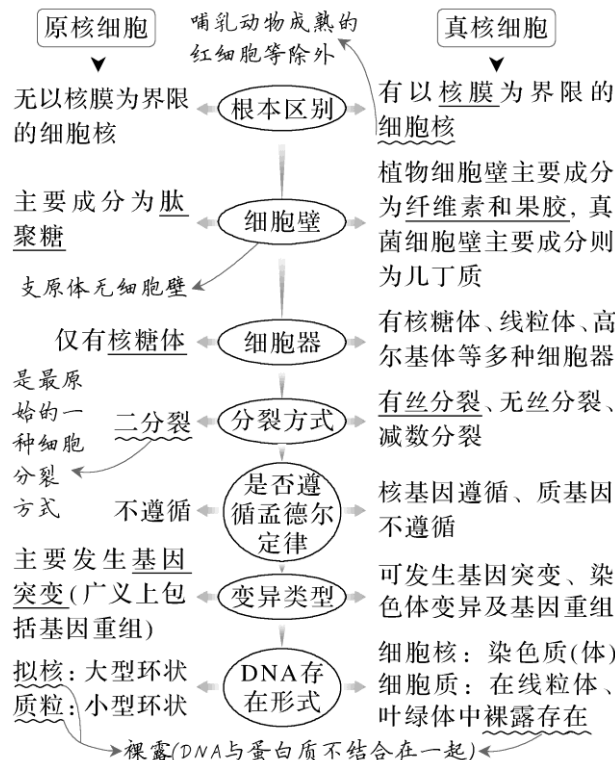 原核细胞
哺乳动物成熟的
红细胞等除外
真核细胞
无以核膜为界限
的细胞核
根本区别
有以核膜为界限的
细胞核
主要成分为肽
聚糖
细胞壁
植物细胞壁主要成分
为纤维素和果胶,真
菌细胞壁主要成分则
为几丁质
支原体无细胞壁
仅有核糖体
细胞器
有核糖体、线粒体、高
尔基体等多种细胞器
是最原
始的一
种细胞
分裂
方式
二分裂
分裂方式
有丝分裂、无丝分裂、
减数分裂
不遵循
是否遵
循孟德尔
定律
核基因遵循、质基因
不遵循
主要发生基因
突变(广义上包
括基因重组)
变异类型
可发生基因突变、染
色体变异及基因重组
拟核:大型环状
质粒:小型环状
DNA存
在形式
细胞核:染色质(体)
细胞质:在线粒体、
叶绿体中裸露存在
裸露(DNA与蛋白质不结合在一起)